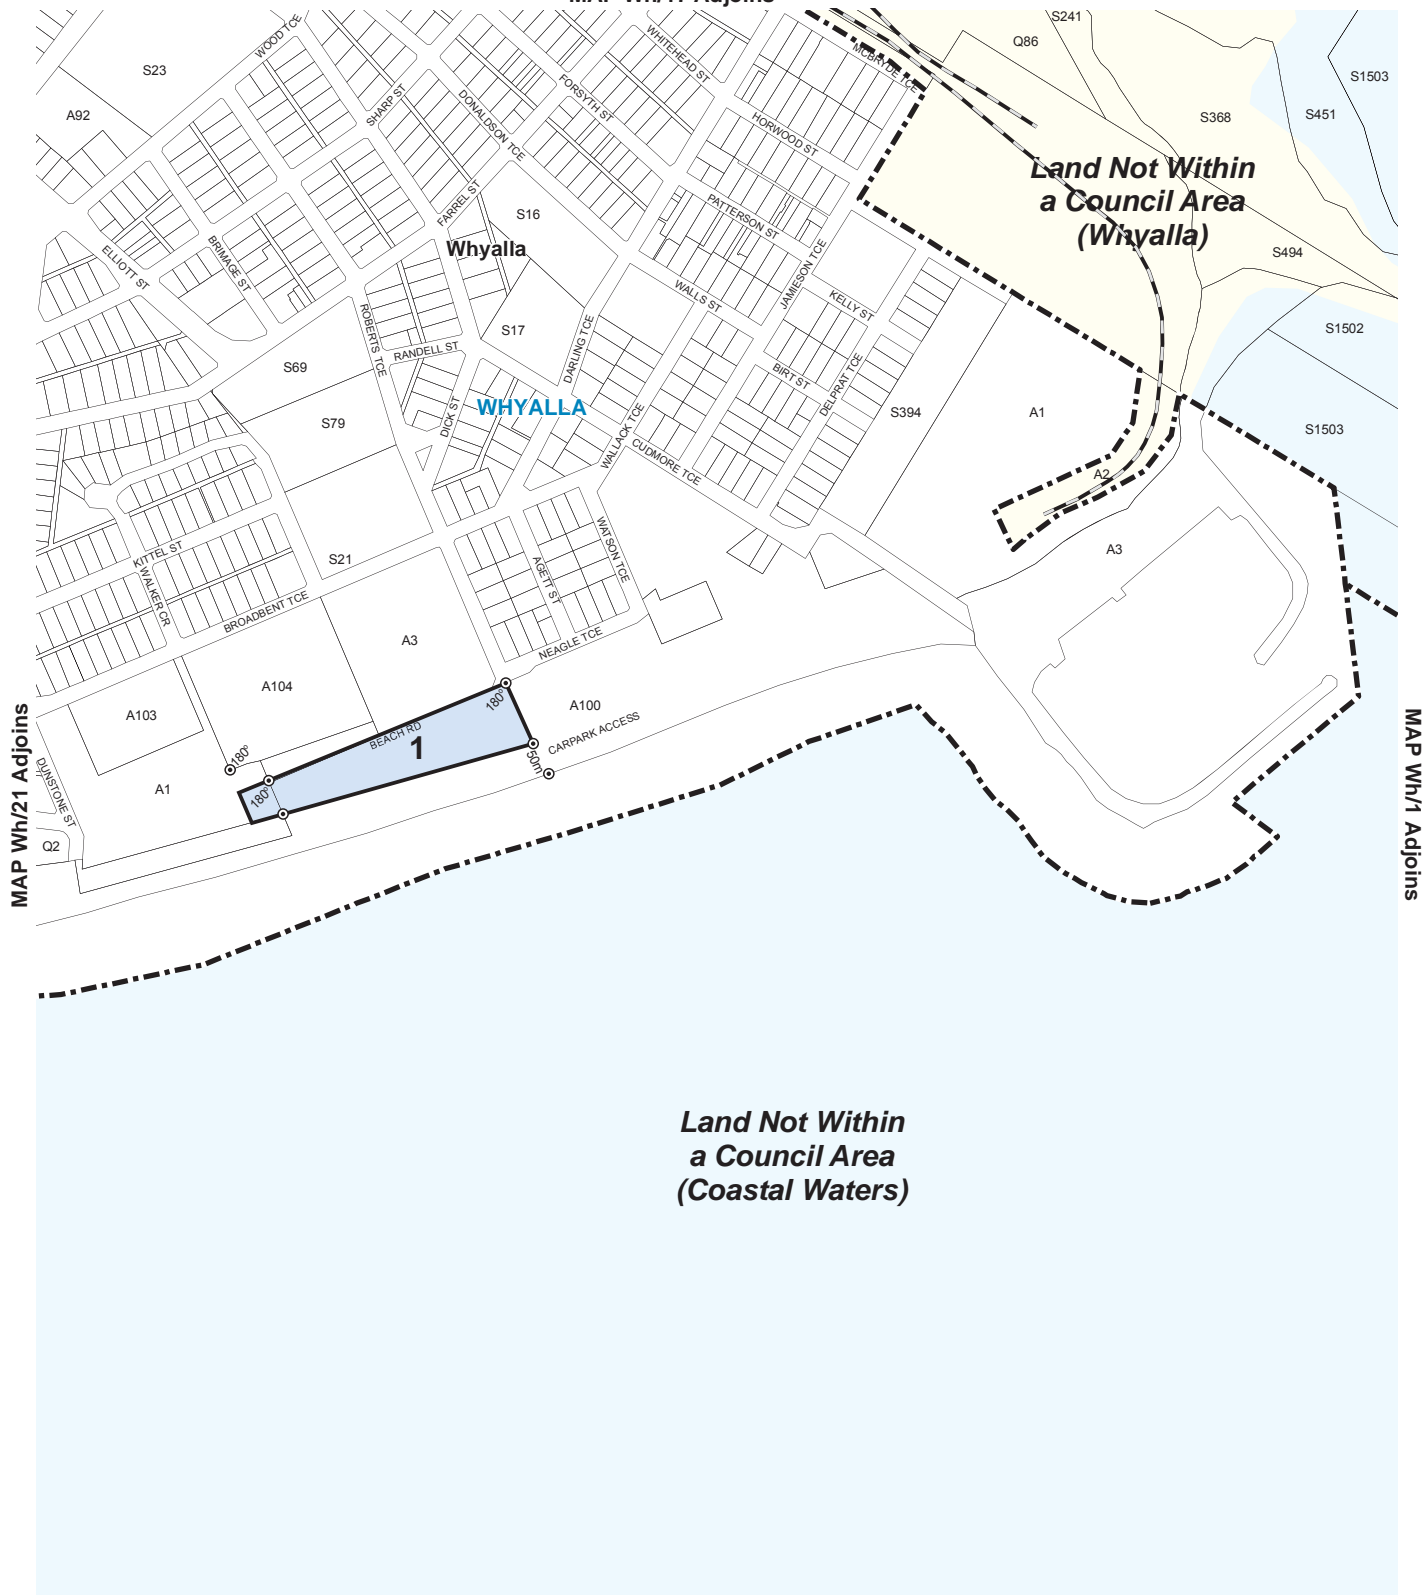 S241
Q86
S23
WOOD TCE
WHITEHEAD ST
MCBRYDE TCE
S1503
A92
SHARP ST
DONALDSON TCE
FORSYTH ST
HORWOOD ST
S368
S451
Land Not Within
a Council Area
(Whyalla)
S16
FARREL ST
PATTERSON ST
Whyalla
ELLIOTT ST
BRIMAGE ST
JAMIESON TCE
S494
WALLS ST
KELLY ST
ROBERTS TCE
S17
DARLING TCE
S1502
RANDELL ST
S69
BIRT ST
DELPRAT TCE
WHYALLA
DICK ST
S79
S394
A1
S1503
WALLACK TCE
CUDMORE TCE
A2
KITTEL ST
WALKER CR
S21
AGETT ST
WATSON TCE
A3
BROADBENT TCE
A3
NEAGLE TCE
A104
180°
A100
A103
BEACH RD
1
CARPARK ACCESS
180°
50m
MAP Wh/21 Adjoins
MAP Wh/1 Adjoins
DUNSTONE ST
A1
180°
Q2
Land Not Within
a Council Area
(Coastal Waters)